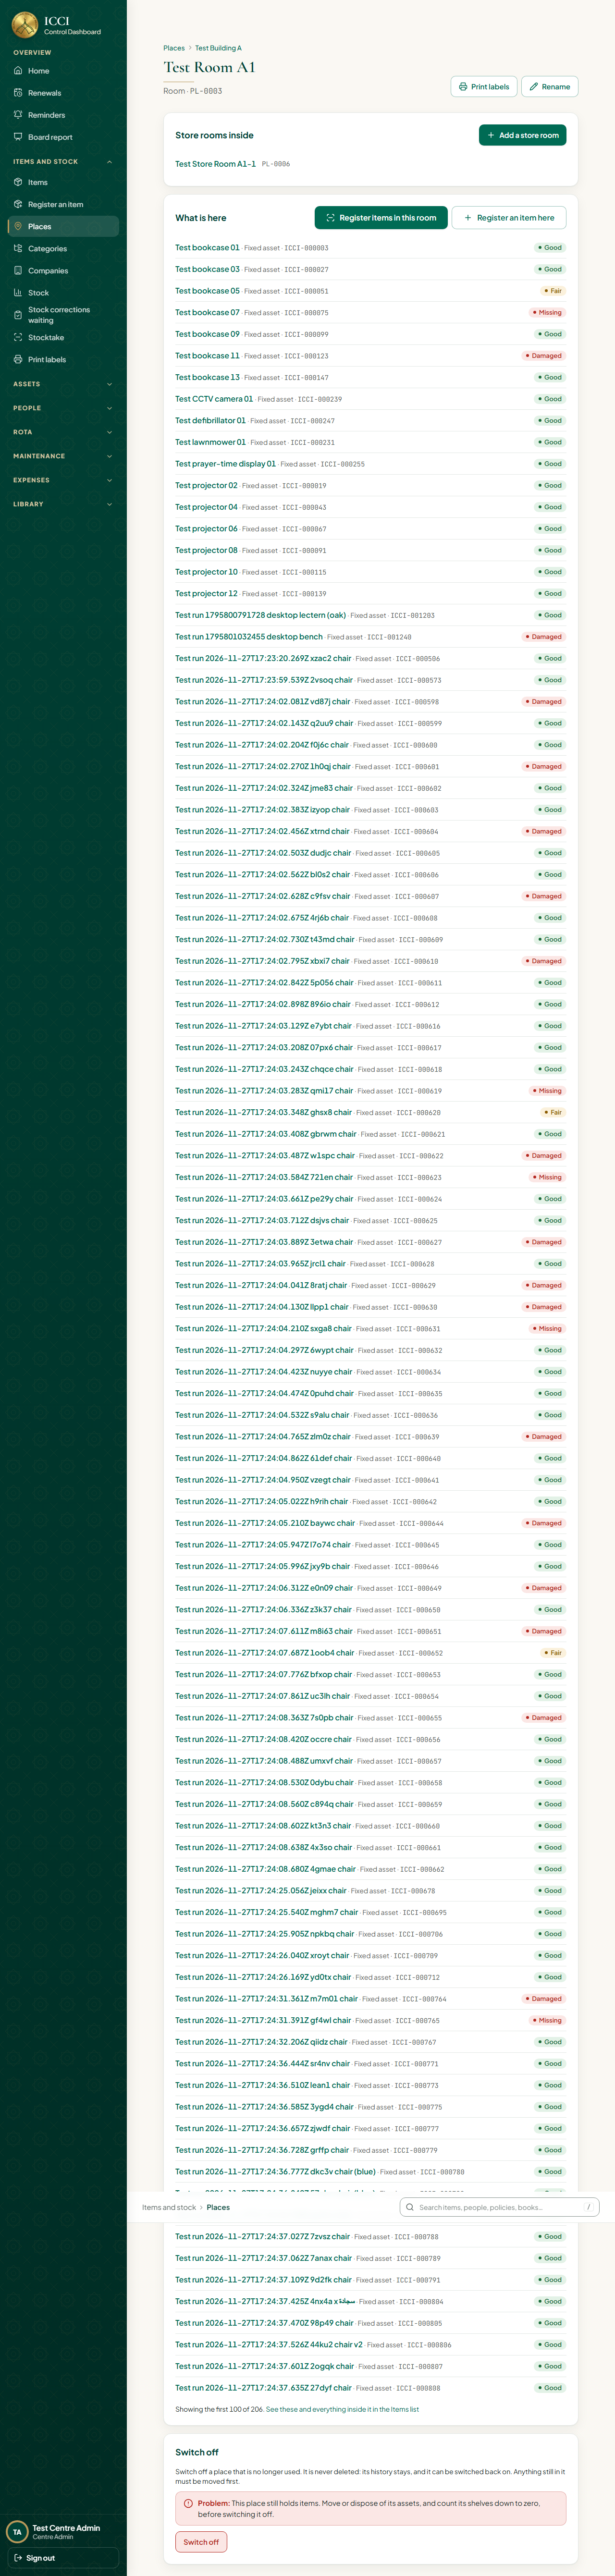 ICCI
Control Dashboard
OVERVIEW
Home
Renewals
Reminders
Board report
ITEMS AND STOCK
Items
Register an item
Places
Categories
Companies
Stock
Stock corrections
waiting
Stocktake
Print labels
ASSETS
PEOPLE
ROTA
MAINTENANCE
EXPENSES
LIBRARY
TA
Test Centre Admin
Centre Admin
Sign out
Places › Test Building A
Test Room A1
Room · PL-0003
Print labels
Rename
Store rooms inside
Add a store room
Test Store Room A1-1 PL-0006
What is here
Register items in this room
Register an item here
Test bookcase 01 · Fixed asset · ICCI-000003 Good
Test bookcase 03 · Fixed asset · ICCI-000027 Good
Test bookcase 05 · Fixed asset · ICCI-000051 Fair
Test bookcase 07 · Fixed asset · ICCI-000075 Missing
Test bookcase 09 · Fixed asset · ICCI-000099 Good
Test bookcase 11 · Fixed asset · ICCI-000123 Damaged
Test bookcase 13 · Fixed asset · ICCI-000147 Good
Test CCTV camera 01 · Fixed asset · ICCI-000239 Good
Test defibrillator 01 · Fixed asset · ICCI-000247 Good
Test lawnmower 01 · Fixed asset · ICCI-000231 Good
Test prayer-time display 01 · Fixed asset · ICCI-000255 Good
Test projector 02 · Fixed asset · ICCI-000019 Good
Test projector 04 · Fixed asset · ICCI-000043 Good
Test projector 06 · Fixed asset · ICCI-000067 Good
Test projector 08 · Fixed asset · ICCI-000091 Good
Test projector 10 · Fixed asset · ICCI-000115 Good
Test projector 12 · Fixed asset · ICCI-000139 Good
Test run 1795800791728 desktop lectern (oak) · Fixed asset · ICCI-001203 Good
Test run 1795801032455 desktop bench · Fixed asset · ICCI-001240 Damaged
Test run 2026-11-27T17:23:20.269Z xzac2 chair · Fixed asset · ICCI-000506 Good
Test run 2026-11-27T17:23:59.539Z 2vsoq chair · Fixed asset · ICCI-000573 Good
Test run 2026-11-27T17:24:02.081Z vd87j chair · Fixed asset · ICCI-000598 Damaged
Test run 2026-11-27T17:24:02.143Z q2uu9 chair · Fixed asset · ICCI-000599 Good
Test run 2026-11-27T17:24:02.204Z f0j6c chair · Fixed asset · ICCI-000600 Good
Test run 2026-11-27T17:24:02.270Z 1h0qj chair · Fixed asset · ICCI-000601 Damaged
Test run 2026-11-27T17:24:02.324Z jme83 chair · Fixed asset · ICCI-000602 Good
Test run 2026-11-27T17:24:02.383Z izyop chair · Fixed asset · ICCI-000603 Good
Test run 2026-11-27T17:24:02.456Z xtrnd chair · Fixed asset · ICCI-000604 Damaged
Test run 2026-11-27T17:24:02.503Z dudjc chair · Fixed asset · ICCI-000605 Good
Test run 2026-11-27T17:24:02.562Z bl0s2 chair · Fixed asset · ICCI-000606 Good
Test run 2026-11-27T17:24:02.628Z c9fsv chair · Fixed asset · ICCI-000607 Damaged
Test run 2026-11-27T17:24:02.675Z 4rj6b chair · Fixed asset · ICCI-000608 Good
Test run 2026-11-27T17:24:02.730Z t43md chair · Fixed asset · ICCI-000609 Good
Test run 2026-11-27T17:24:02.795Z xbxi7 chair · Fixed asset · ICCI-000610 Damaged
Test run 2026-11-27T17:24:02.842Z 5p056 chair · Fixed asset · ICCI-000611 Good
Test run 2026-11-27T17:24:02.898Z 896io chair · Fixed asset · ICCI-000612 Good
Test run 2026-11-27T17:24:03.129Z e7ybt chair · Fixed asset · ICCI-000616 Good
Test run 2026-11-27T17:24:03.208Z 07px6 chair · Fixed asset · ICCI-000617 Good
Test run 2026-11-27T17:24:03.243Z chqce chair · Fixed asset · ICCI-000618 Good
Test run 2026-11-27T17:24:03.283Z qmi17 chair · Fixed asset · ICCI-000619 Missing
Test run 2026-11-27T17:24:03.348Z ghsx8 chair · Fixed asset · ICCI-000620 Fair
Test run 2026-11-27T17:24:03.408Z gbrwm chair · Fixed asset · ICCI-000621 Good
Test run 2026-11-27T17:24:03.487Z w1spc chair · Fixed asset · ICCI-000622 Damaged
Test run 2026-11-27T17:24:03.584Z 721en chair · Fixed asset · ICCI-000623 Missing
Test run 2026-11-27T17:24:03.661Z pe29y chair · Fixed asset · ICCI-000624 Good
Test run 2026-11-27T17:24:03.712Z dsjvs chair · Fixed asset · ICCI-000625 Good
Test run 2026-11-27T17:24:03.889Z 3etwa chair · Fixed asset · ICCI-000627 Damaged
Test run 2026-11-27T17:24:03.965Z jrcl1 chair · Fixed asset · ICCI-000628 Good
Test run 2026-11-27T17:24:04.041Z 8ratj chair · Fixed asset · ICCI-000629 Damaged
Test run 2026-11-27T17:24:04.130Z llpp1 chair · Fixed asset · ICCI-000630 Damaged
Test run 2026-11-27T17:24:04.210Z sxga8 chair · Fixed asset · ICCI-000631 Missing
Test run 2026-11-27T17:24:04.297Z 6wypt chair · Fixed asset · ICCI-000632 Good
Test run 2026-11-27T17:24:04.423Z nuyye chair · Fixed asset · ICCI-000634 Good
Test run 2026-11-27T17:24:04.474Z 0puhd chair · Fixed asset · ICCI-000635 Good
Test run 2026-11-27T17:24:04.532Z s9alu chair · Fixed asset · ICCI-000636 Good
Test run 2026-11-27T17:24:04.765Z zlm0z chair · Fixed asset · ICCI-000639 Damaged
Test run 2026-11-27T17:24:04.862Z 61def chair · Fixed asset · ICCI-000640 Good
Test run 2026-11-27T17:24:04.950Z vzegt chair · Fixed asset · ICCI-000641 Good
Test run 2026-11-27T17:24:05.022Z h9rih chair · Fixed asset · ICCI-000642 Good
Test run 2026-11-27T17:24:05.210Z baywc chair · Fixed asset · ICCI-000644 Damaged
Test run 2026-11-27T17:24:05.947Z l7o74 chair · Fixed asset · ICCI-000645 Good
Test run 2026-11-27T17:24:05.996Z jxy9b chair · Fixed asset · ICCI-000646 Good
Test run 2026-11-27T17:24:06.312Z e0n09 chair · Fixed asset · ICCI-000649 Damaged
Test run 2026-11-27T17:24:06.336Z z3k37 chair · Fixed asset · ICCI-000650 Good
Test run 2026-11-27T17:24:07.611Z m8i63 chair · Fixed asset · ICCI-000651 Damaged
Test run 2026-11-27T17:24:07.687Z 1oob4 chair · Fixed asset · ICCI-000652 Fair
Test run 2026-11-27T17:24:07.776Z bfxop chair · Fixed asset · ICCI-000653 Good
Test run 2026-11-27T17:24:07.861Z uc3lh chair · Fixed asset · ICCI-000654 Good
Test run 2026-11-27T17:24:08.363Z 7s0pb chair · Fixed asset · ICCI-000655 Damaged
Test run 2026-11-27T17:24:08.420Z occre chair · Fixed asset · ICCI-000656 Good
Test run 2026-11-27T17:24:08.488Z umxvf chair · Fixed asset · ICCI-000657 Good
Test run 2026-11-27T17:24:08.530Z 0dybu chair · Fixed asset · ICCI-000658 Good
Test run 2026-11-27T17:24:08.560Z c894q chair · Fixed asset · ICCI-000659 Good
Test run 2026-11-27T17:24:08.602Z kt3n3 chair · Fixed asset · ICCI-000660 Good
Test run 2026-11-27T17:24:08.638Z 4x3so chair · Fixed asset · ICCI-000661 Good
Test run 2026-11-27T17:24:08.680Z 4gmae chair · Fixed asset · ICCI-000662 Good
Test run 2026-11-27T17:24:25.056Z jeixx chair · Fixed asset · ICCI-000678 Good
Test run 2026-11-27T17:24:25.540Z mghm7 chair · Fixed asset · ICCI-000695 Good
Test run 2026-11-27T17:24:25.905Z npkbq chair · Fixed asset · ICCI-000706 Good
Test run 2026-11-27T17:24:26.040Z xroyt chair · Fixed asset · ICCI-000709 Good
Test run 2026-11-27T17:24:26.169Z yd0tx chair · Fixed asset · ICCI-000712 Good
Test run 2026-11-27T17:24:31.361Z m7m01 chair · Fixed asset · ICCI-000764 Damaged
Test run 2026-11-27T17:24:31.391Z gf4wl chair · Fixed asset · ICCI-000765 Missing
Test run 2026-11-27T17:24:32.206Z qiidz chair · Fixed asset · ICCI-000767 Good
Test run 2026-11-27T17:24:36.444Z sr4nv chair · Fixed asset · ICCI-000771 Good
Test run 2026-11-27T17:24:36.510Z lean1 chair · Fixed asset · ICCI-000773 Good
Test run 2026-11-27T17:24:36.585Z 3ygd4 chair · Fixed asset · ICCI-000775 Good
Test run 2026-11-27T17:24:36.657Z zjwdf chair · Fixed asset · ICCI-000777 Good
Test run 2026-11-27T17:24:36.728Z grffp chair · Fixed asset · ICCI-000779 Good
Test run 2026-11-27T17:24:36.777Z dkc3v chair (blue) · Fixed asset · ICCI-000780 Good
Items and stock › Places
Search items, people, policies, books... /
Test run 2026-11-27T17:24:37.027Z 7zvsz chair · Fixed asset · ICCI-000788 Good
Test run 2026-11-27T17:24:37.062Z 7anax chair · Fixed asset · ICCI-000789 Good
Test run 2026-11-27T17:24:37.109Z 9d2fk chair · Fixed asset · ICCI-000791 Good
Test run 2026-11-27T17:24:37.425Z 4nx4a x سجادة · Fixed asset · ICCI-000804 Good
Test run 2026-11-27T17:24:37.470Z 98p49 chair · Fixed asset · ICCI-000805 Good
Test run 2026-11-27T17:24:37.526Z 44ku2 chair v2 · Fixed asset · ICCI-000806 Good
Test run 2026-11-27T17:24:37.601Z 2ogqk chair · Fixed asset · ICCI-000807 Good
Test run 2026-11-27T17:24:37.635Z 27dyf chair · Fixed asset · ICCI-000808 Good
Showing the first 100 of 206. See these and everything inside it in the Items list
Switch off
Switch off a place that is no longer used. It is never deleted: its history stays, and it can be switched back on. Anything still in it
must be moved first.
Problem: This place still holds items. Move or dispose of its assets, and count its shelves down to zero,
before switching it off.
Switch off